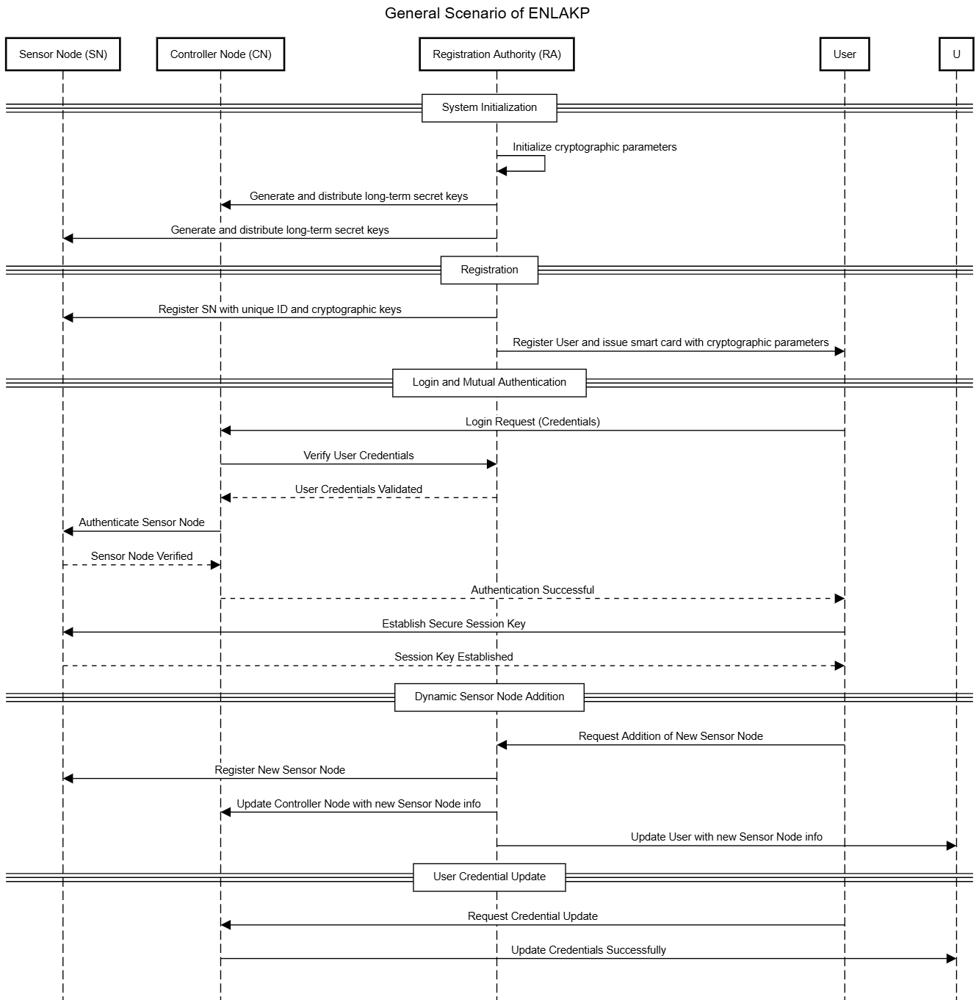 General Scenario of ENLAKP
Sensor Node (SN)
Controller Node (CN)
Registration Authority (RA)
User
U
System Initialization
Initialize cryptographic parameters
Generate and distribute long-term secret keys
Generate and distribute long-term secret keys
Registration
Register SN with unique ID and cryptographic keys
Register User and issue smart card with cryptographic parameters
Login and Mutual Authentication
Login Request (Credentials)
Verify User Credentials
User Credentials Validated
Authenticate Sensor Node
Sensor Node Verified
Authentication Successful
Establish Secure Session Key
Session Key Established
Dynamic Sensor Node Addition
Request Addition of New Sensor Node
Register New Sensor Node
Update Controller Node with new Sensor Node info
Update User with new Sensor Node info
User Credential Update
Request Credential Update
Update Credentials Successfully